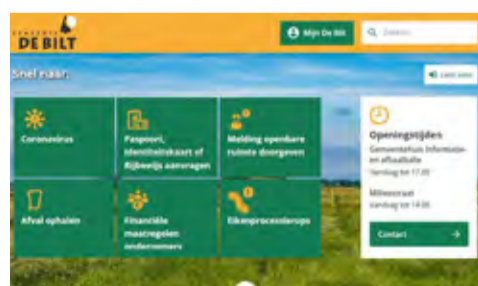 GEMEENTE
DE BILT
Mijn De Bilt
Zoeken
Snel naar:
Lees voor
Coronavirus
Paspoort,
identiteitskaart of
Rijbewijs aanvragen
Melding openbare
ruimte doorgeven
Afval ophalen
Financiële
maatregelen
ondernemers
Eikenprocessierups
Openingstijden
Gemeentehuis Informatie-
en afhaalbalie
Vandaag tot 17.00
Milieustraat
Vandaag tot 14.00
Contact